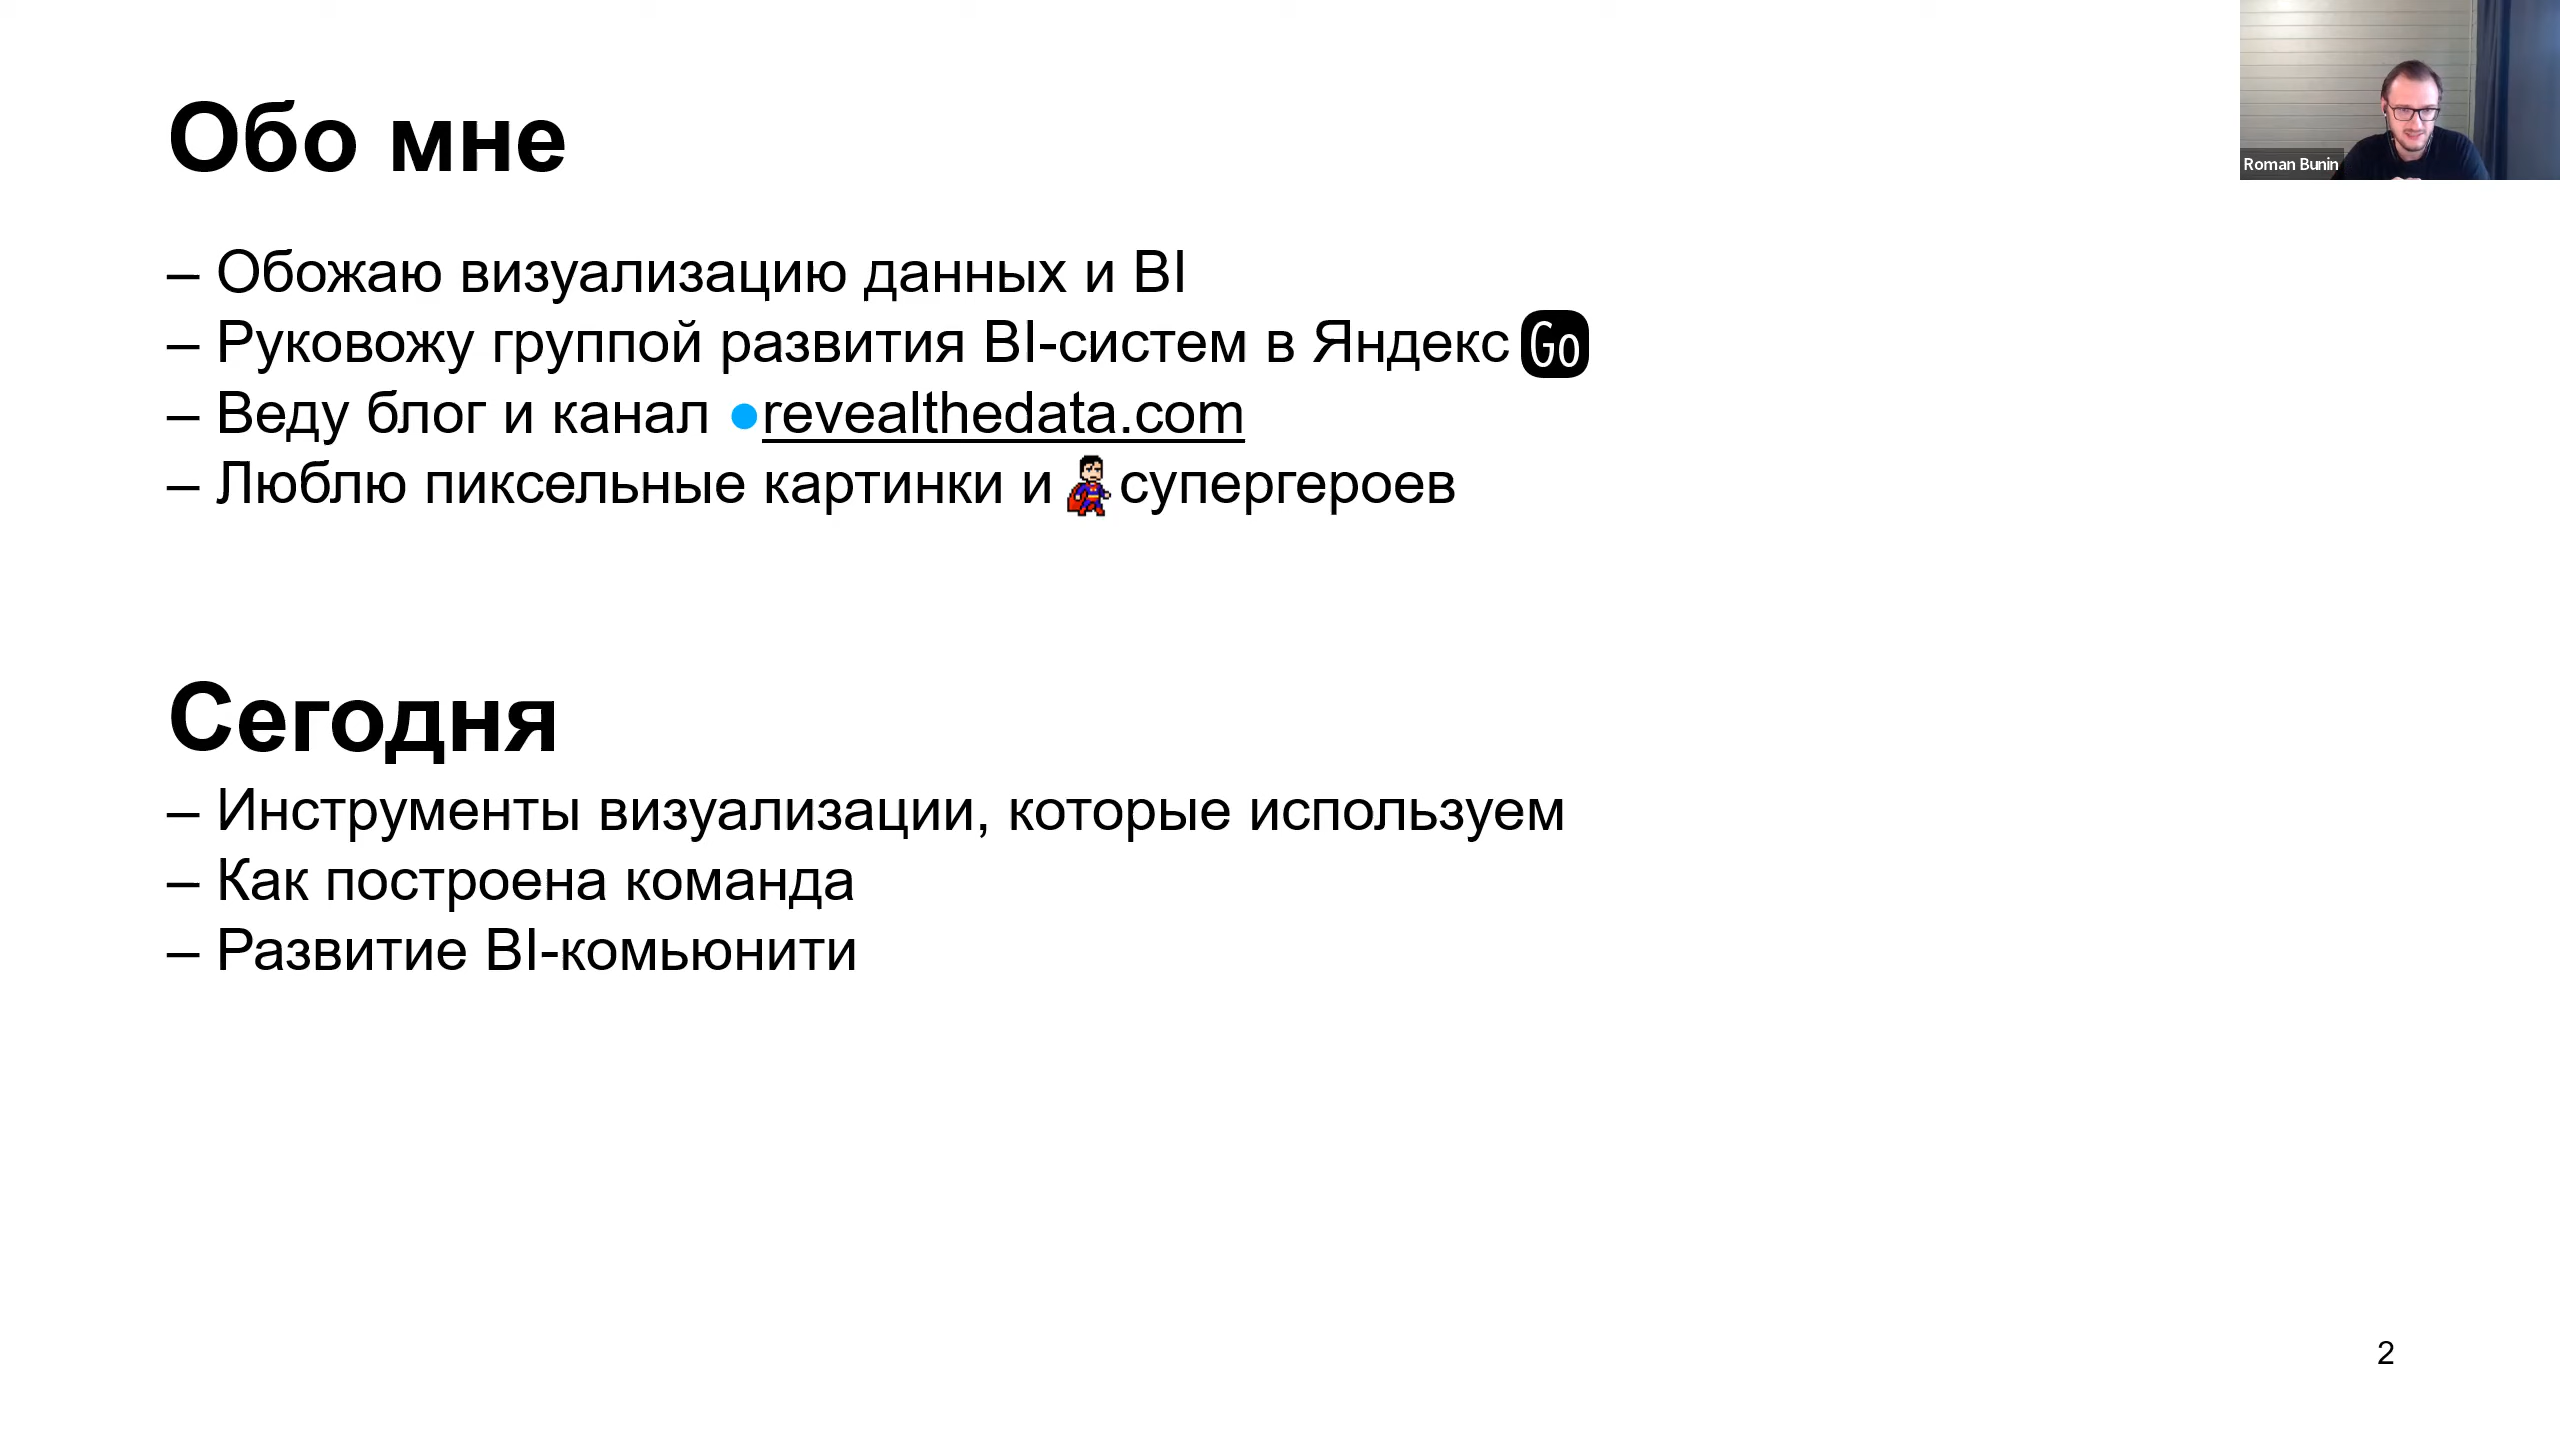 Обо мне
Roman Bunin
– Обожаю визуализацию данных и BI
– Руковожу группой развития BI-систем в Яндекс Go
– Веду блог и канал revealthedata.com
– Люблю пиксельные картинки и супергероев
Сегодня
– Инструменты визуализации, которые используем
– Как построена команда
– Развитие BI-комьюнити
2